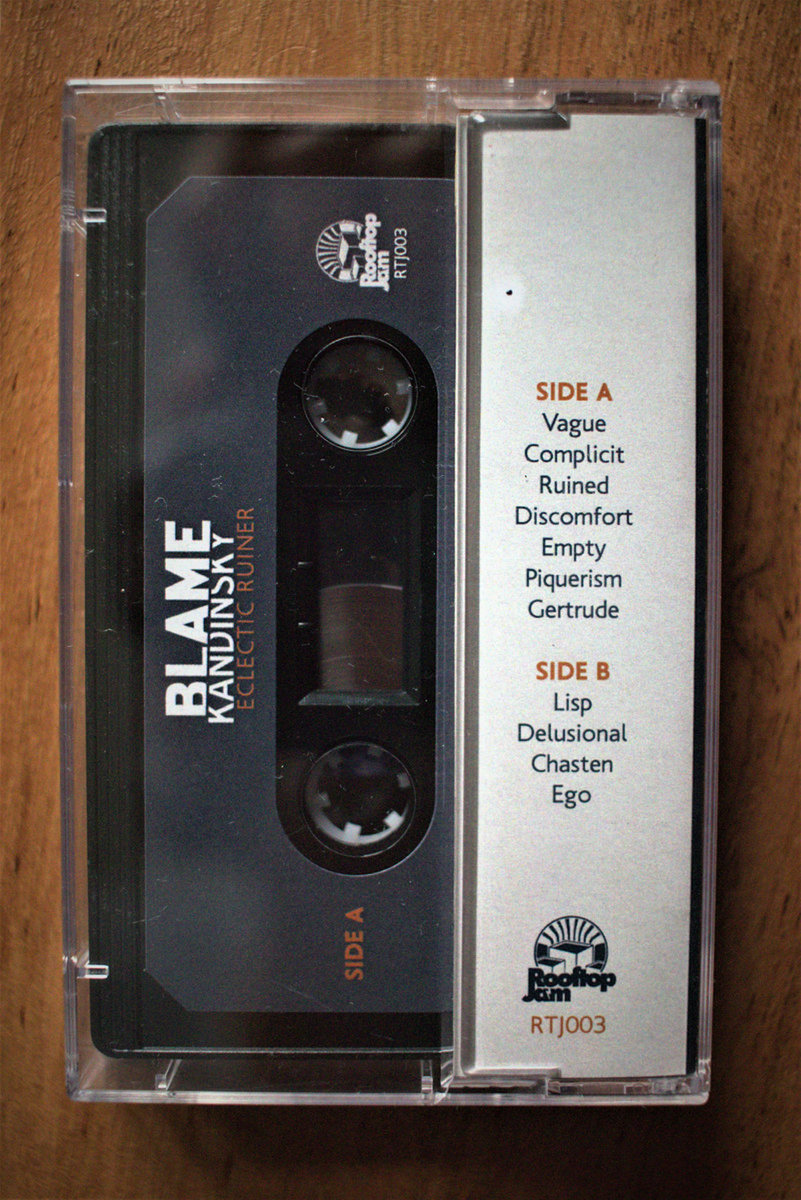 BLAME
KANDINSKY
ECLECTIC RUINER
Rooftop
Jam
RTJ003
SIDE A
SIDE A
Vague
Complicit
Ruined
Discomfort
Empty
Piquerism
Gertrude
SIDE B
Lisp
Delusional
Chasten
Ego
Rooftop
Jam
RTJ003